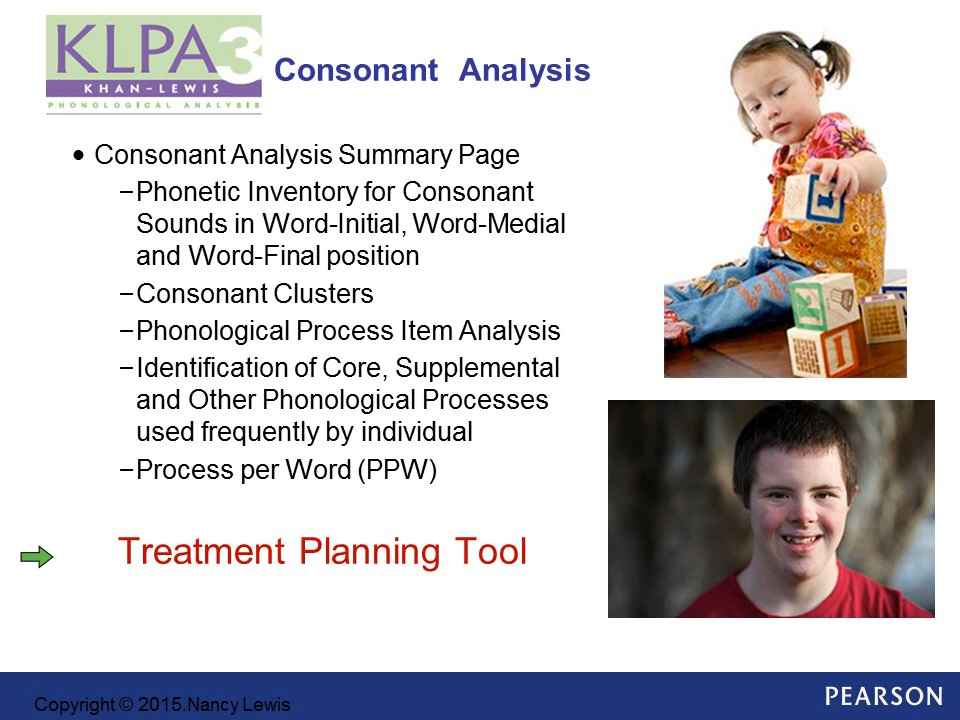 KLPA3
KHAN-LEWIS
PHONOLOGICAL ANALYSIS
Consonant Analysis
• Consonant Analysis Summary Page
–Phonetic Inventory for Consonant
Sounds in Word-Initial, Word-Medial
and Word-Final position
–Consonant Clusters
–Phonological Process Item Analysis
–Identification of Core, Supplemental
and Other Phonological Processes
used frequently by individual
–Process per Word (PPW)
Treatment Planning Tool
I
K
I
Copyright © 2015.Nancy Lewis
PEARSON